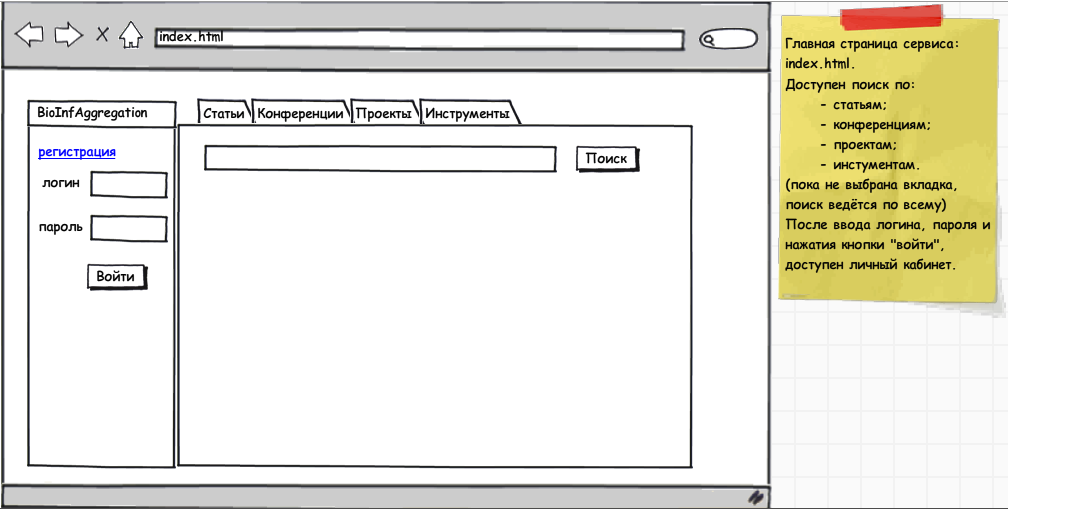 index.html
BioInfAggregation
регистрация
логин
пароль
Войти
Статьи Конференции Проекты Инструменты
Поиск
Главная страница сервиса:
index.html.
Доступен поиск по:
- статьям;
- конференциям;
- проектам;
- инстументам.
(пока не выбрана вкладка,
поиск ведётся по всему)
После ввода логина, пароля и
нажатия кнопки "войти",
доступен личный кабинет.